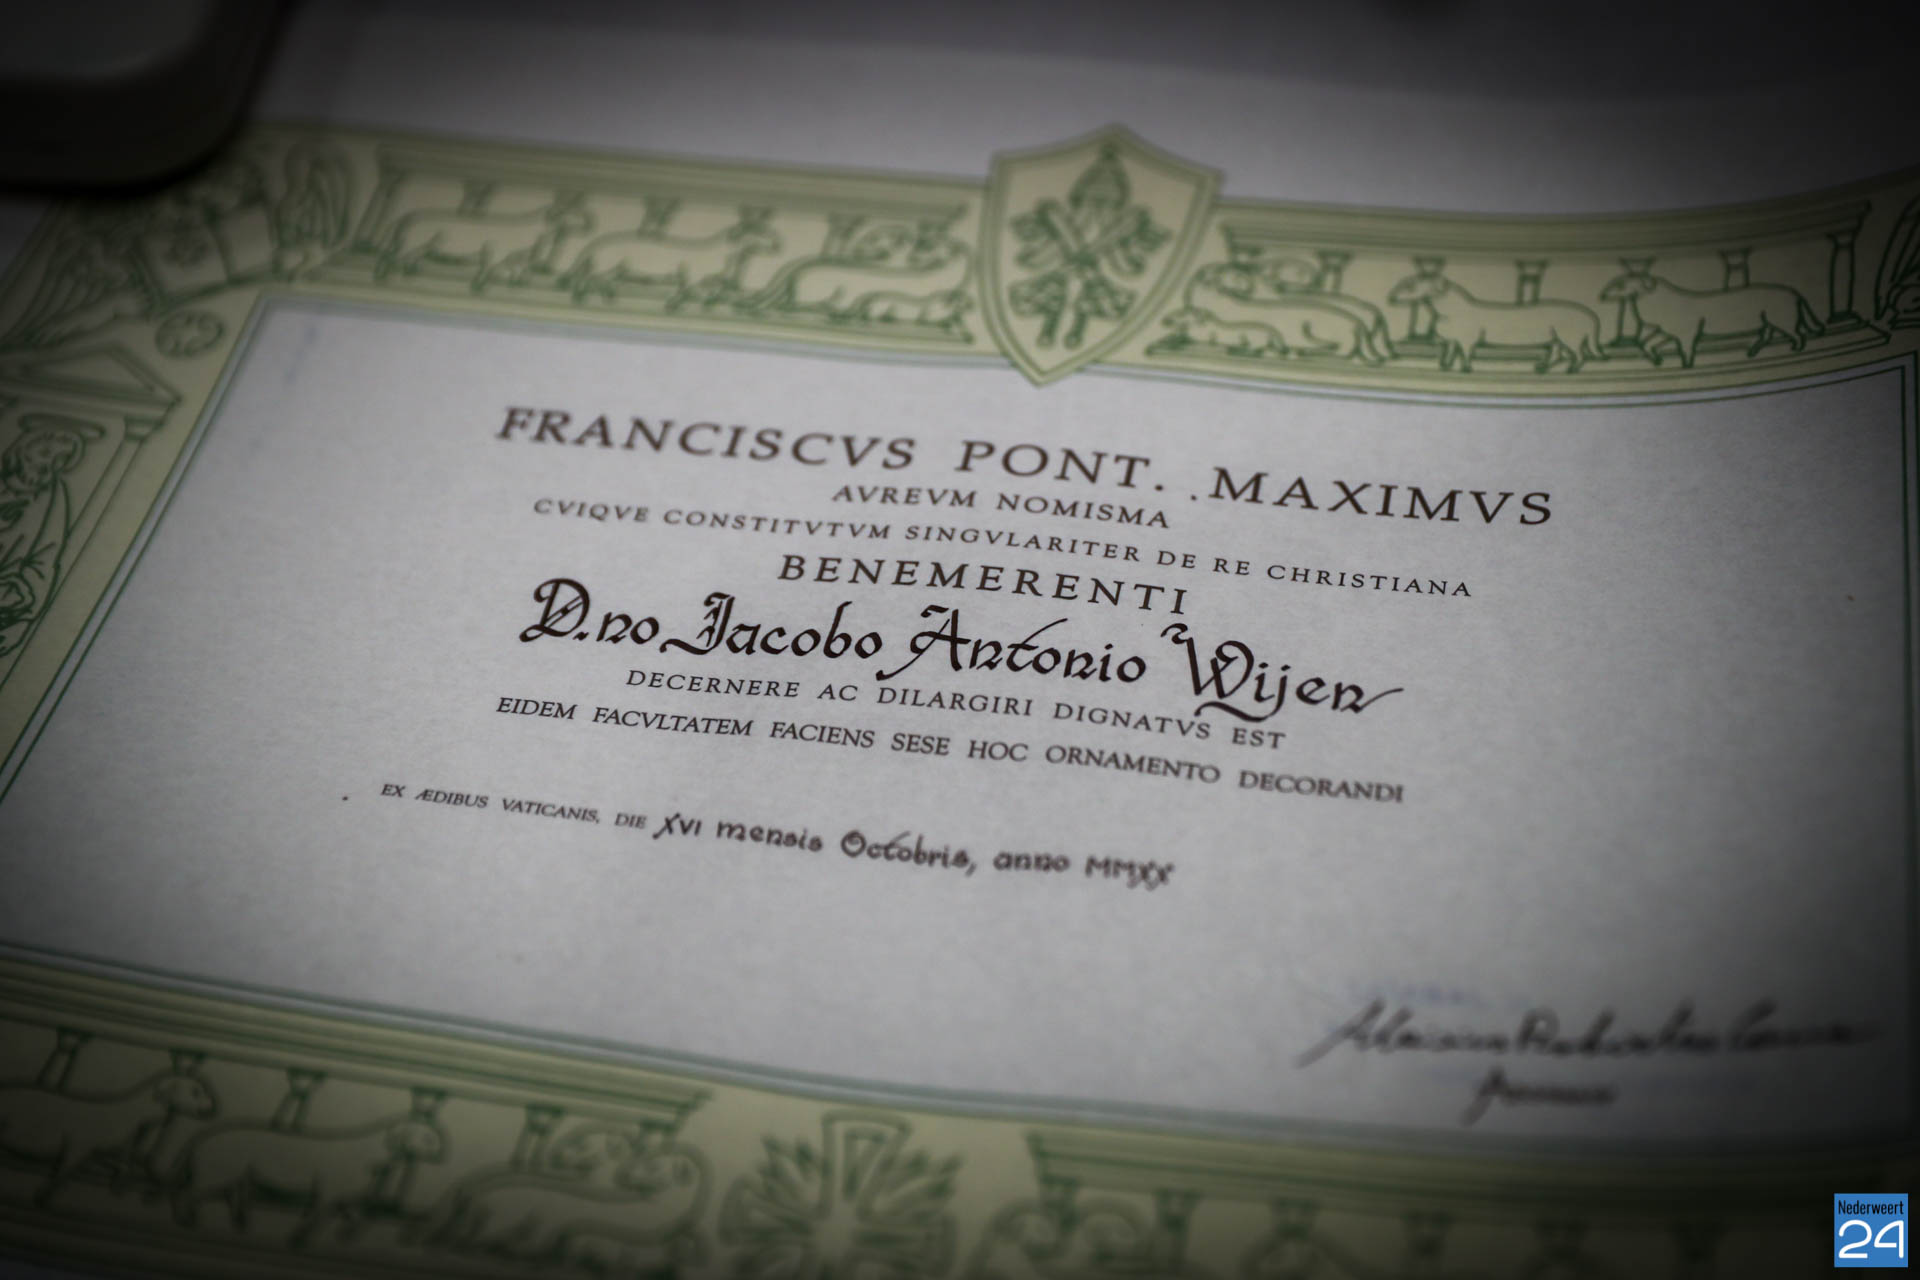 FRANCISCVS PONT. MAXIMVS
AVREVM NOMISMA
CVIQVE CONSTITVTVM SINGVLARITER DE RE CHRISTIANA
BENEMERENTI
D.no Jacobo Antonio Wijen
DECERNERE AC DILARGIRI DIGNATVS EST
EIDEM FACVLTATEM FACIENS SESE HOC ORNAMENTO DECORANDI
EX ÆDIBUS VATICANIS, DIE XVI mensis Octobris, anno MMXX
Nederweert
24